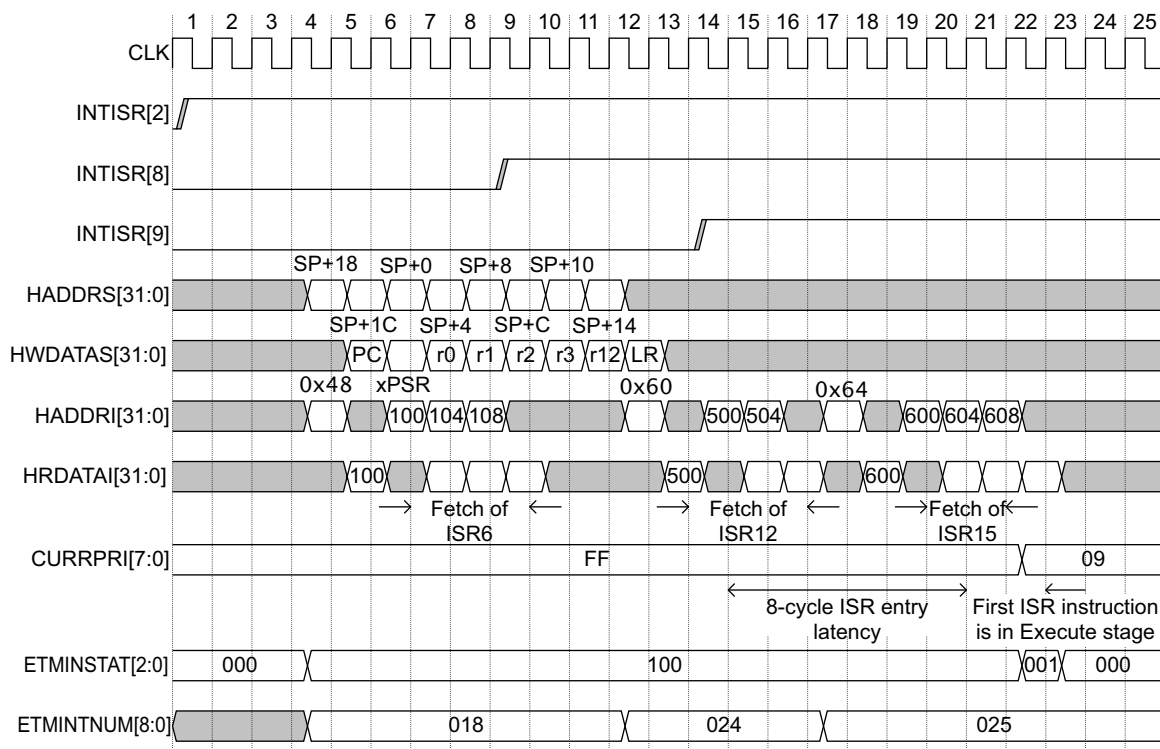 1 2 3 4 5 6 7 8 9 10 11 12 13 14 15 16 17 18 19 20 21 22 23 24 25
CLK
INTISR[2]
INTISR[8]
INTISR[9]
SP+18 SP+0 SP+8 SP+10
HADDRS[31:0]
SP+1C SP+4 SP+C SP+14
HWDATAS[31:0] PC r0 r1 r2 r3 r12 LR
0x48 xPSR 0x60 0x64
HADDRI[31:0] 100 104 108 500 504 600 604 608
HRDATAI[31:0] 100 500 600
Fetch of Fetch of Fetch of
ISR6 ISR12 ISR15
CURRPRI[7:0] FF 09
8-cycle ISR entry First ISR instruction
latency is in Execute stage
ETMINSTAT[2:0] 000 100 001 000
ETMINTNUM[8:0] 018 024 025